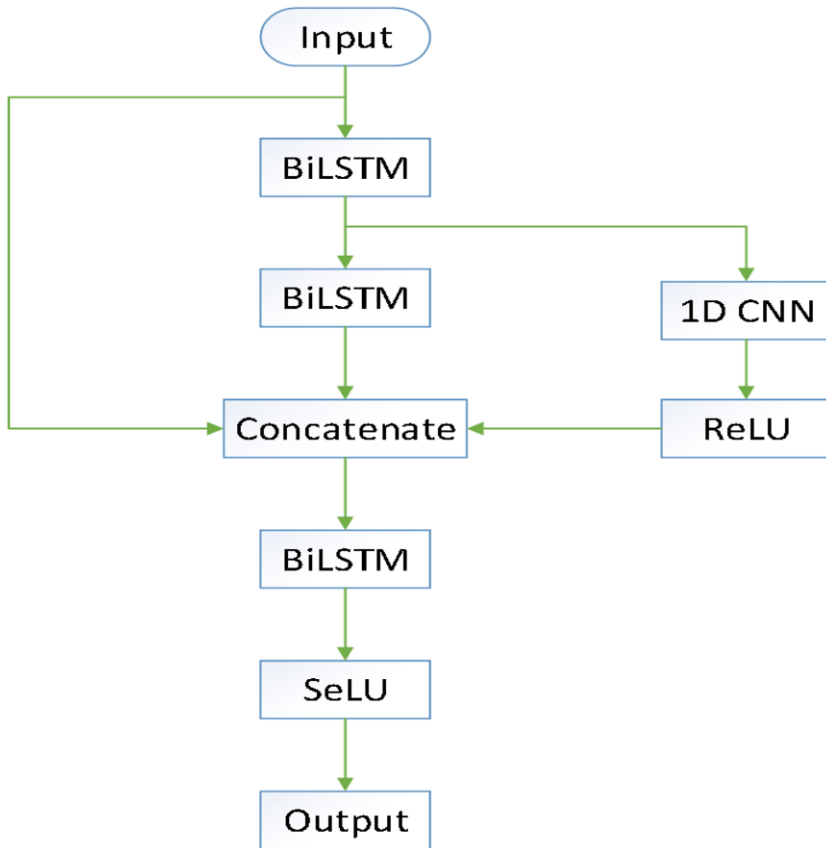 Input
BiLSTM
BiLSTM
1D CNN
Concatenate
ReLU
BiLSTM
SeLU
Output